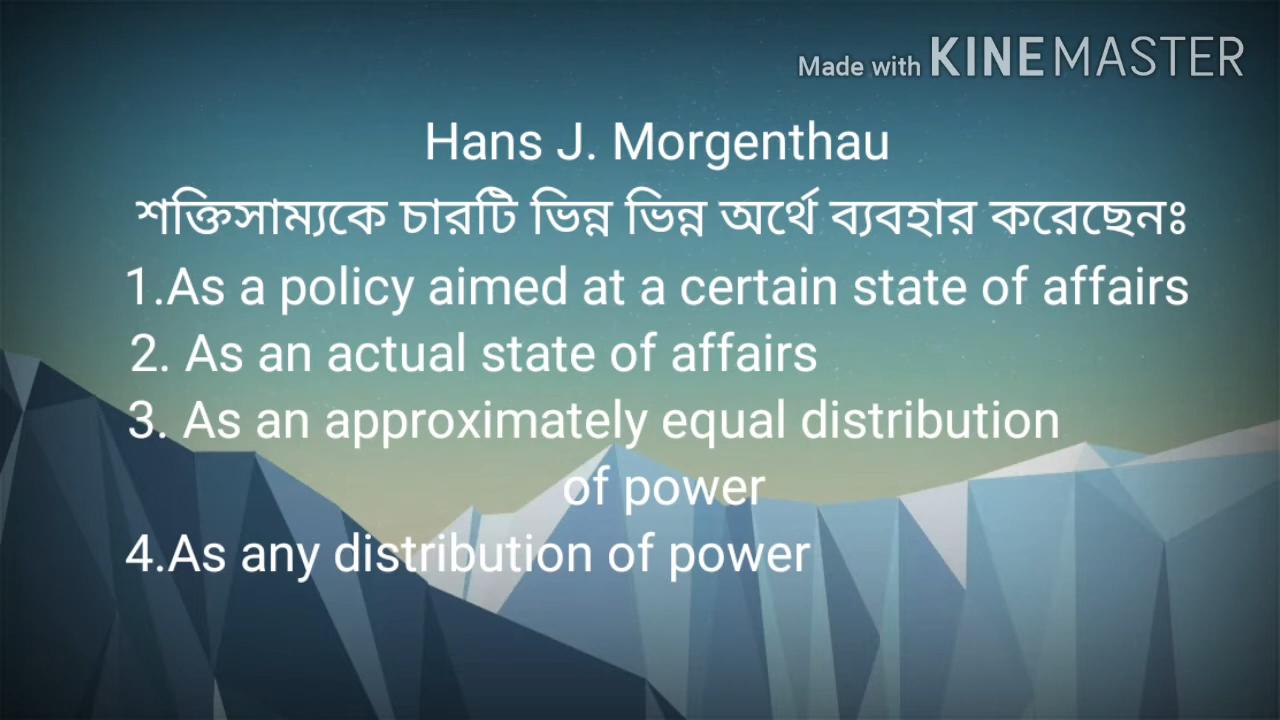 Made with KINEMASTER
Hans J. Morgenthau
শক্তিসাম্যকে চারটি ভিন্ন ভিন্ন অর্থে ব্যবহার করেছেনঃ
1.As a policy aimed at a certain state of affairs
2. As an actual state of affairs
3. As an approximately equal distribution
of power
4.As any distribution of power